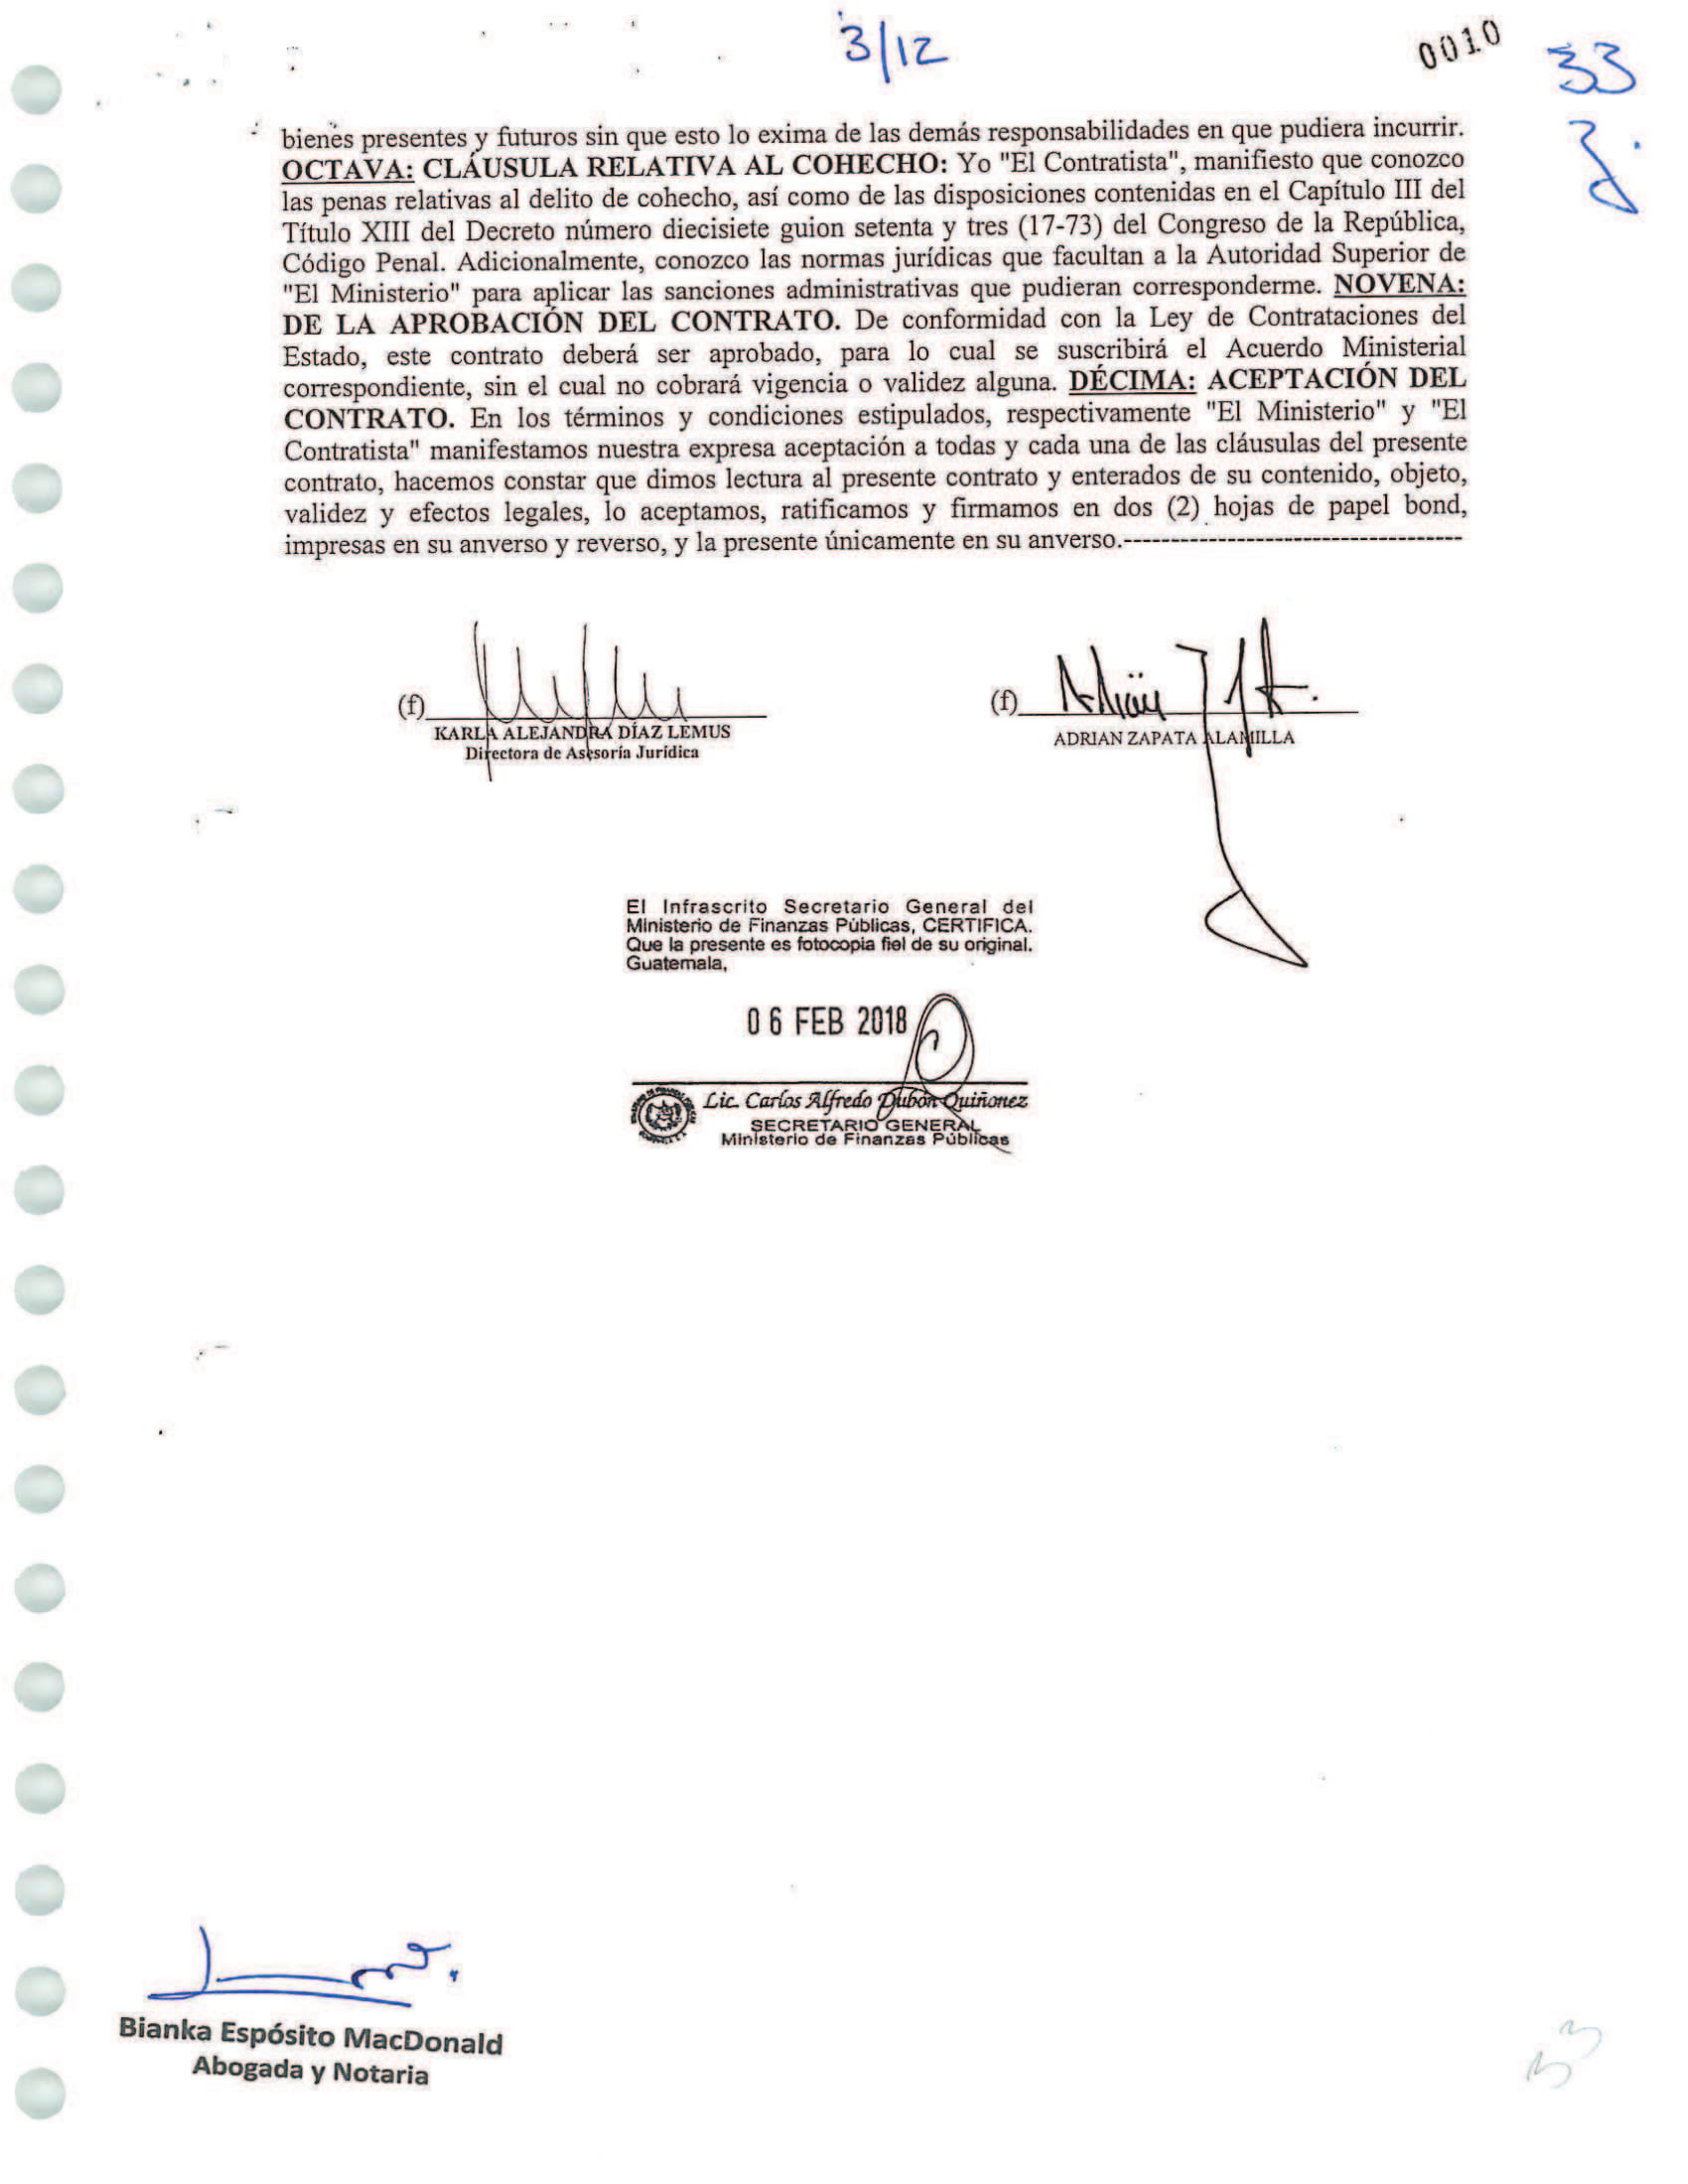 3/12
0010
33
bienes presentes y futuros sin que esto lo exima de las demás responsabilidades en que pudiera incurrir.
OCTAVA: CLÁUSULA RELATIVA AL COHECHO: Yo "El Contratista", manifiesto que conozco
las penas relativas al delito de cohecho, así como de las disposiciones contenidas en el Capítulo III del
Título XIII del Decreto número diecisiete guion setenta y tres (17-73) del Congreso de la República,
Código Penal. Adicionalmente, conozco las normas jurídicas que facultan a la Autoridad Superior de
"El Ministerio" para aplicar las sanciones administrativas que pudieran corresponderme. NOVENA:
DE LA APROBACIÓN DEL CONTRATO. De conformidad con la Ley de Contrataciones del
Estado, este contrato deberá ser aprobado, para lo cual se suscribirá el Acuerdo Ministerial
correspondiente, sin el cual no cobrará vigencia o validez alguna. DÉCIMA: ACEPTACIÓN DEL
CONTRATO. En los términos y condiciones estipulados, respectivamente "El Ministerio" y "El
Contratista" manifestamos nuestra expresa aceptación a todas y cada una de las cláusulas del presente
contrato, hacemos constar que dimos lectura al presente contrato y enterados de su contenido, objeto,
validez y efectos legales, lo aceptamos, ratificamos y firmamos en dos (2) hojas de papel bond,
impresas en su anverso y reverso, y la presente únicamente en su anverso.------------------------------------
(f)
KARLA ALEJANDRA DÍAZ LEMUS
Directora de Asesoría Jurídica
(f)
ADRIAN ZAPATA ALAMILLA
El Infrascrito Secretario General del
Ministerio de Finanzas Públicas, CERTIFICA.
Que la presente es fotocopia fiel de su original.
Guatemala,
06 FEB 2018
Lic. Carlos Alfredo Dubón Quiñonez
SECRETARIO GENERAL
Ministerio de Finanzas Públicas
Bianka Espósito MacDonald
Abogada y Notaria
33